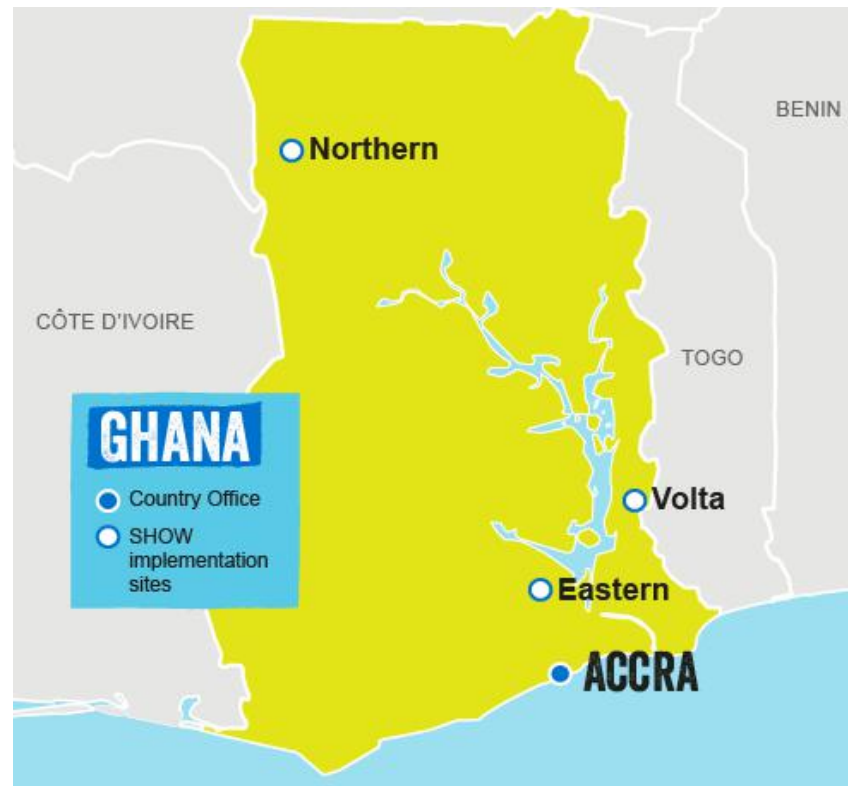 BENIN
Northern
CÔTE D'IVOIRE
TOGO
GHANA
Country Office
SHOW
implementation
sites
Volta
Eastern
ACCRA